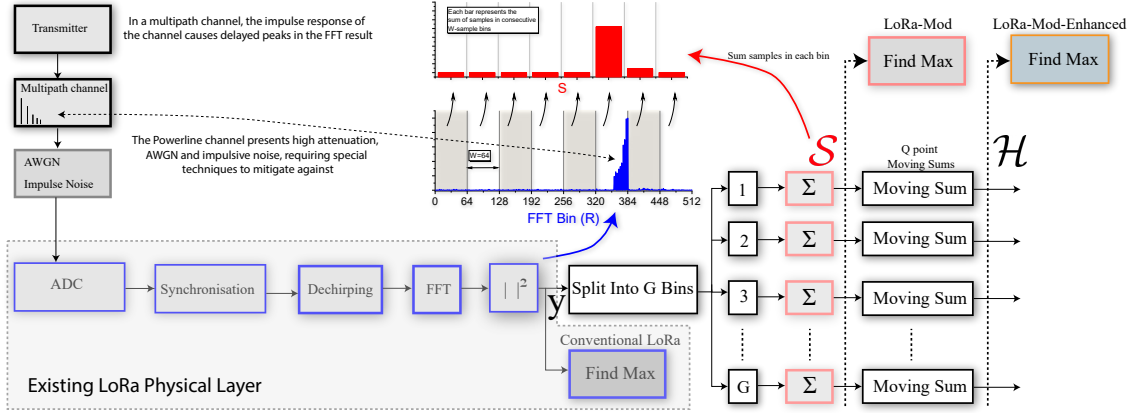 Transmitter
In a multipath channel, the impulse response of
the channel causes delayed peaks in the FFT result
Multipath channel
The Powerline channel presents high attenuation,
AWGN and impulsive noise, requiring special
techniques to mitigate against
AWGN
Impulse Noise
Each bar represents the
sum of samples in consecutive
W-sample bins
S
Sum samples in each bin
W=64
0 64 128 192 256 320 384 448 512
FFT Bin (R)
LoRa-Mod
Find Max
LoRa-Mod-Enhanced
Find Max
S
Q point
Moving Sums
H
1 Σ Moving Sum
2 Σ Moving Sum
3 Σ Moving Sum
G Σ Moving Sum
ADC
Synchronisation
Dechirping
FFT
| |²
y
Split Into G Bins
Conventional LoRa
Find Max
Existing LoRa Physical Layer